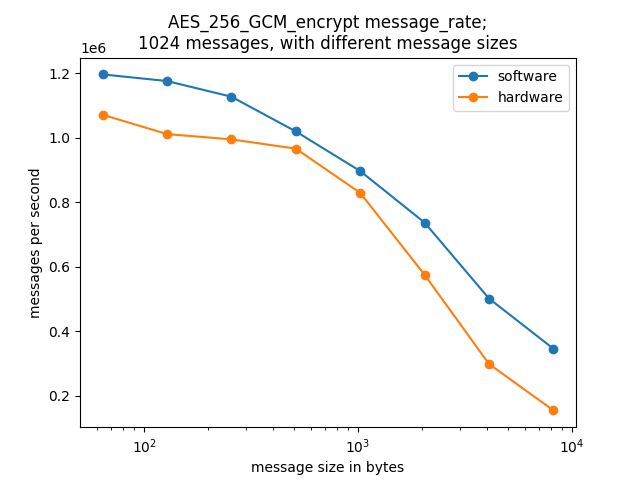 AES_256_GCM_encrypt message_rate;
1024 messages, with different message sizes
1e6
software
hardware
1.2
1.0
0.8
0.6
0.4
0.2
messages per second
10²
10³
10⁴
message size in bytes